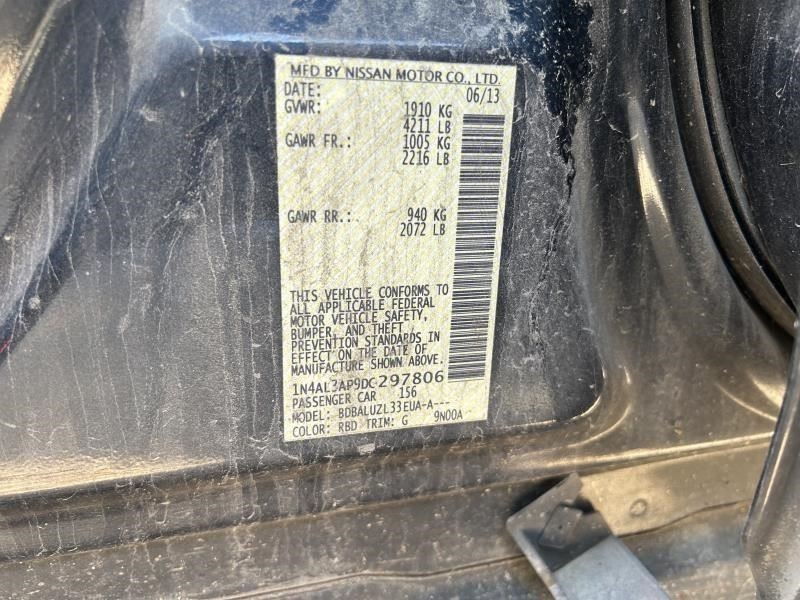 MFD BY NISSAN MOTOR CO., LTD.
DATE: 06/13
GVWR: 1910 KG
4211 LB
GAWR FR.: 1005 KG
2216 LB
GAWR RR.: 940 KG
2072 LB
THIS VEHICLE CONFORMS TO
ALL APPLICABLE FEDERAL
MOTOR VEHICLE SAFETY,
BUMPER, AND THEFT
PREVENTION STANDARDS IN
EFFECT ON THE DATE OF
MANUFACTURE SHOWN ABOVE.
1N4AL3AP9DC297806
PASSENGER CAR 156
MODEL: BDBALUZL33EUA-A---
COLOR: RBD TRIM: G 9N00A